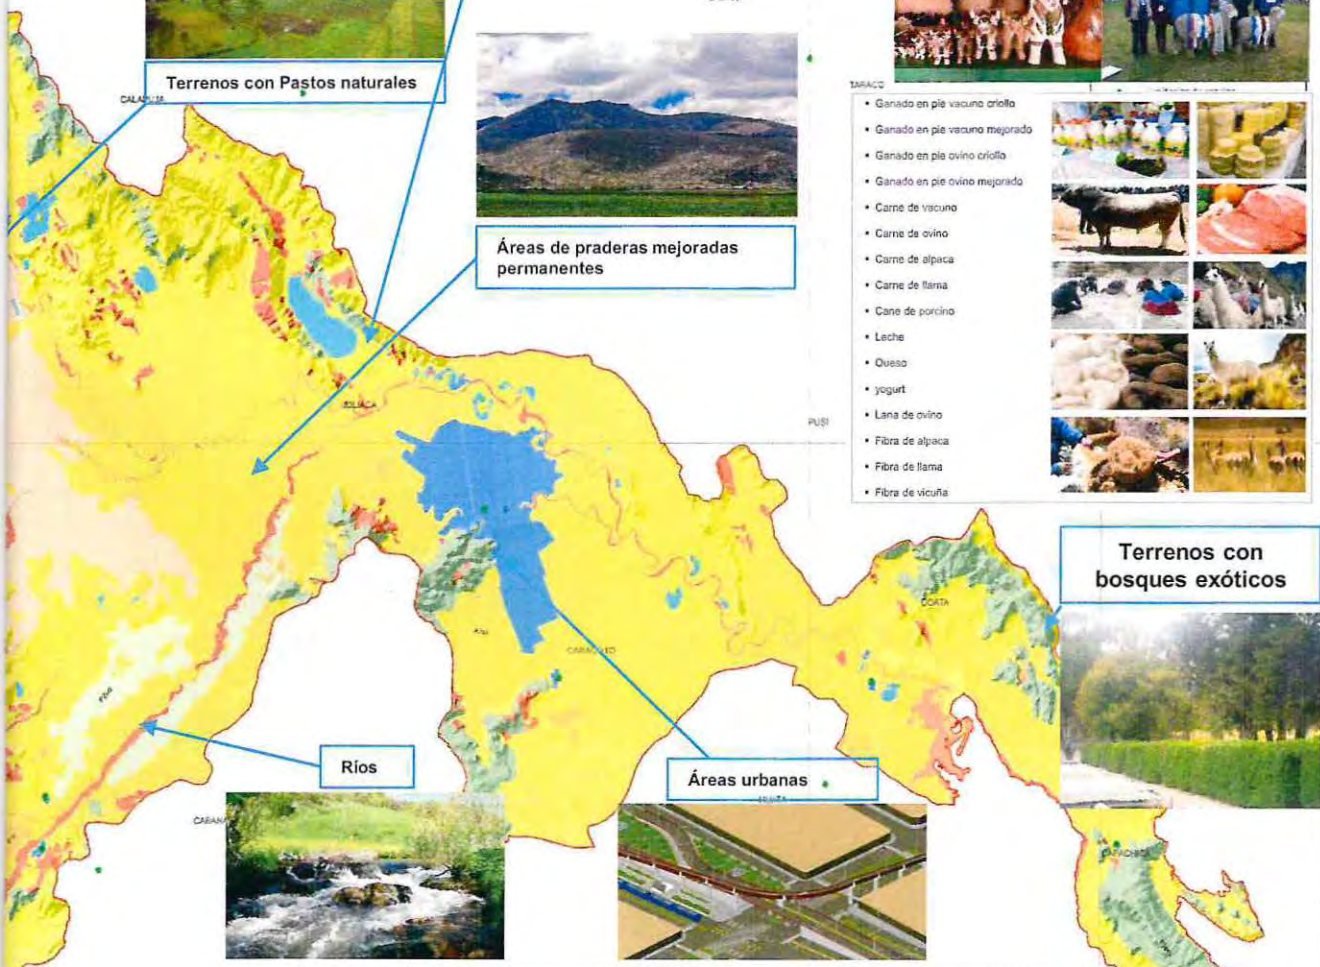 Terrenos con Pastos naturales
TARACO
• Ganado en pie vacuno criollo
• Ganado en pie vacuno mejorado
• Ganado en pie ovino criollo
• Ganado en pie ovino mejorado
• Carne de vacuno
• Carne de ovino
• Carne de alpaca
• Carne de llama
• Cane de porcino
• Leche
• Queso
• yogurt
• Lana de ovino
• Fibra de alpaca
• Fibra de llama
• Fibra de vicuña
Áreas de praderas mejoradas
permanentes
JULIACA
PUSI
Terrenos con
bosques exóticos
COATA
CARACOTO
Ríos
Áreas urbanas
CAPACHICA